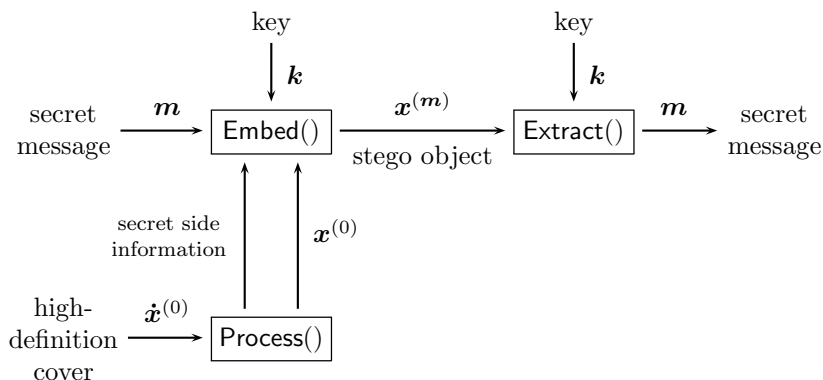 key
key
k
k
secret
message
m
Embed()
x^(m)
stego object
Extract()
m
secret
message
secret side
information
x^(0)
high-
definition
cover
ẋ^(0)
Process()